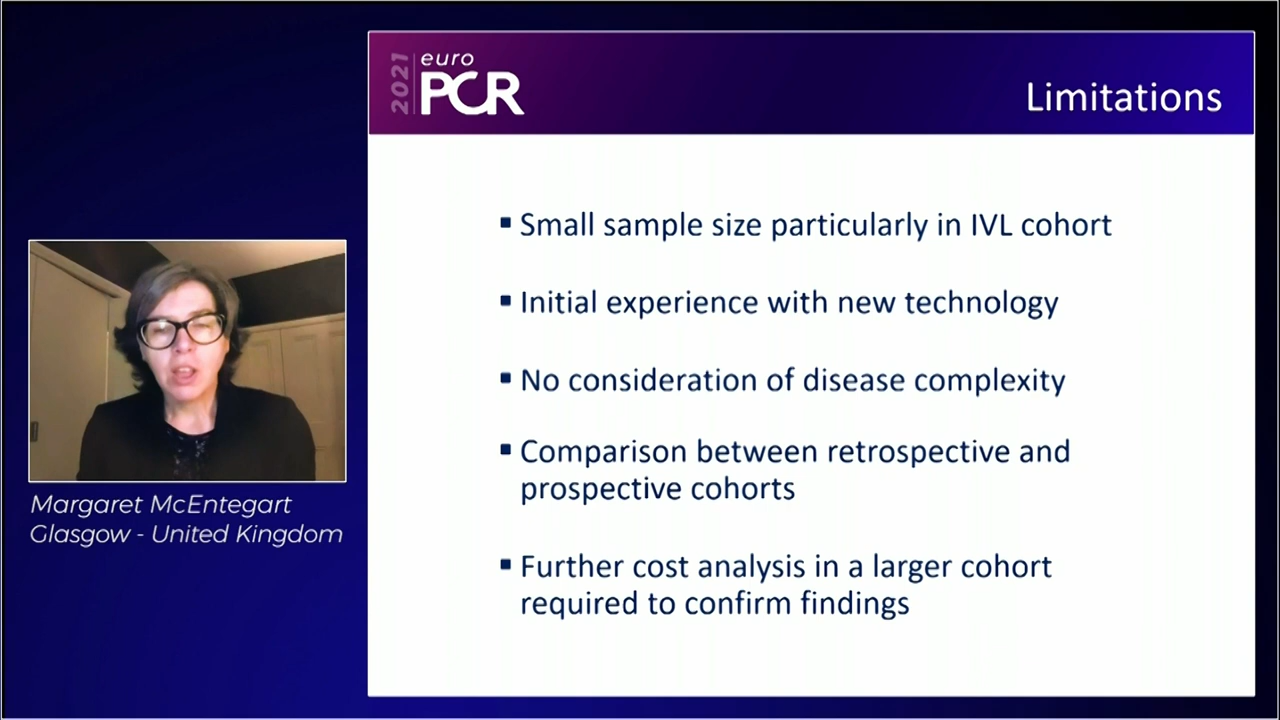 2021 euro
PCR
Limitations
▪ Small sample size particularly in IVL cohort
▪ Initial experience with new technology
▪ No consideration of disease complexity
▪ Comparison between retrospective and
prospective cohorts
▪ Further cost analysis in a larger cohort
required to confirm findings
Margaret McEntegart
Glasgow - United Kingdom